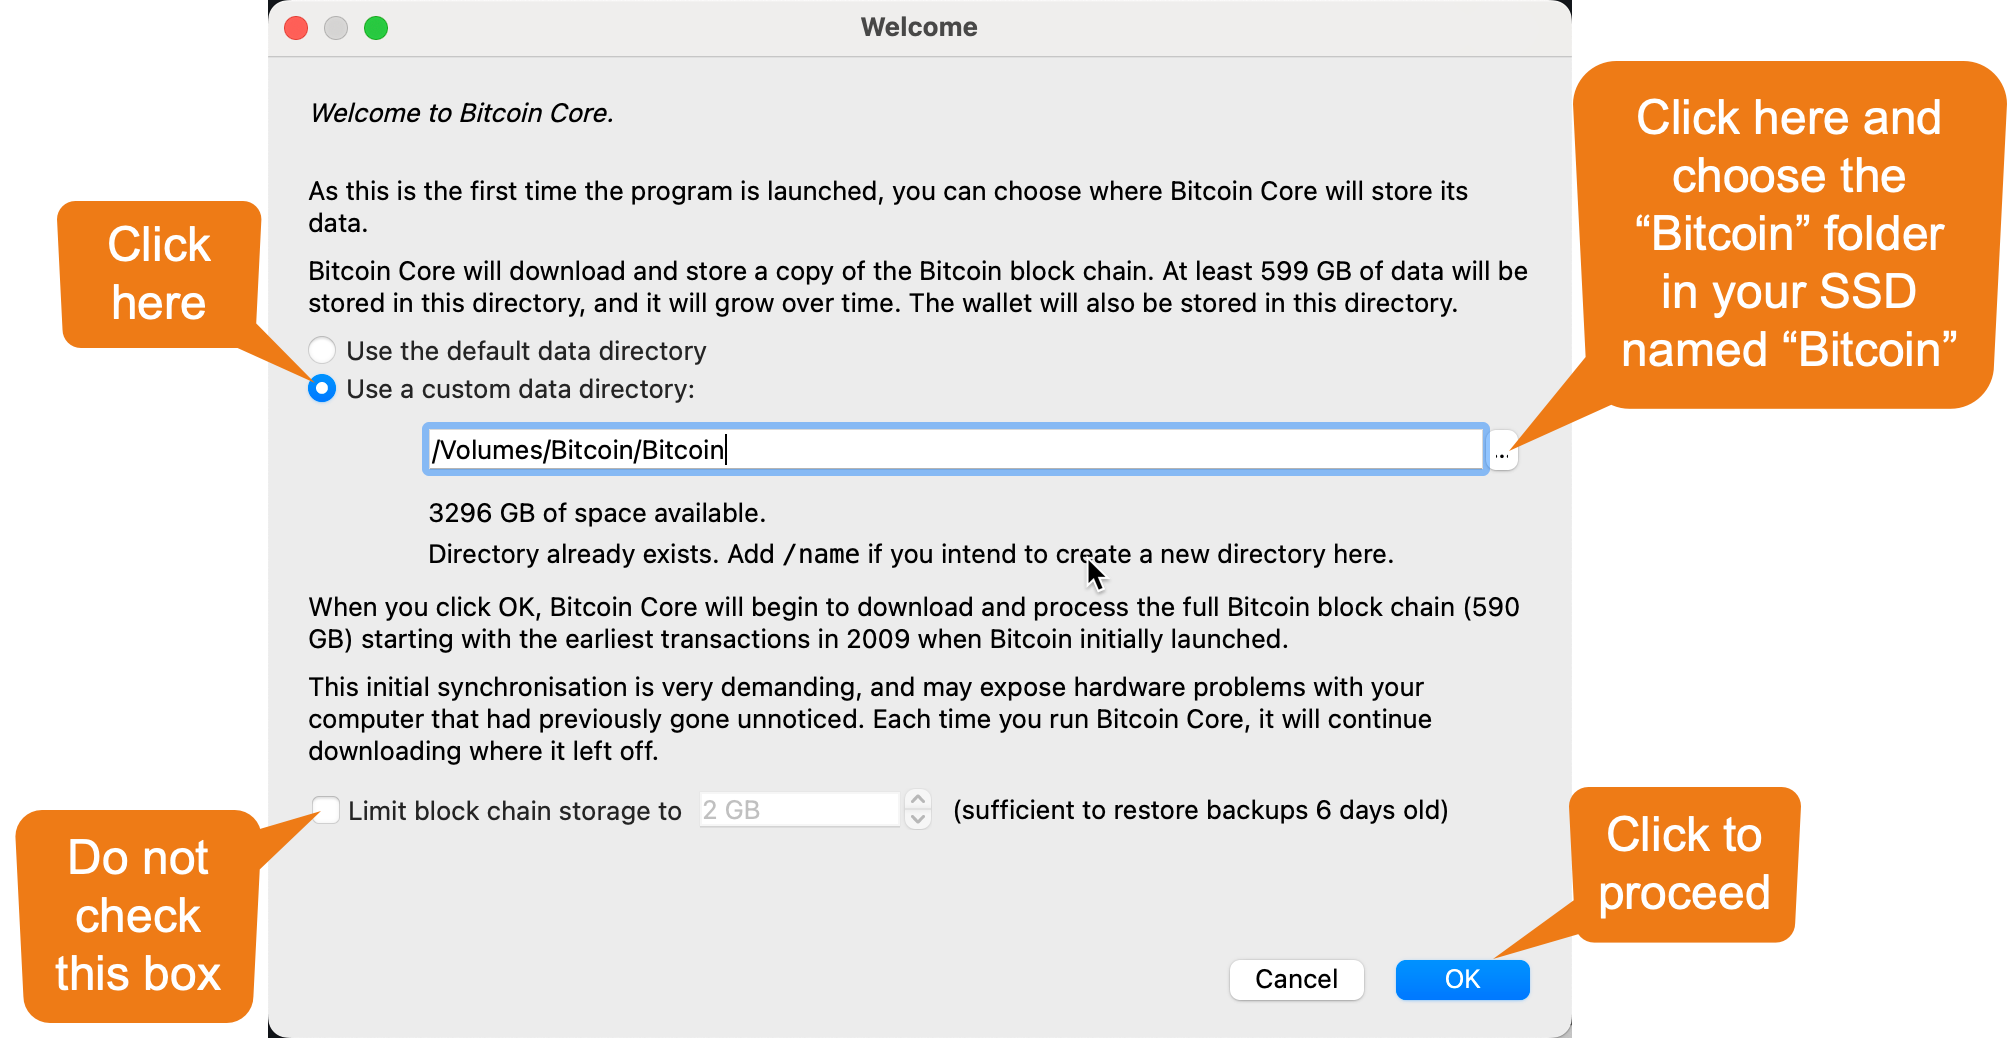 Welcome
Welcome to Bitcoin Core.
As this is the first time the program is launched, you can choose where Bitcoin Core will store its
data.
Bitcoin Core will download and store a copy of the Bitcoin block chain. At least 599 GB of data will be
stored in this directory, and it will grow over time. The wallet will also be stored in this directory.
Use the default data directory
Use a custom data directory:
/Volumes/Bitcoin/Bitcoin
...
3296 GB of space available.
Directory already exists. Add /name if you intend to create a new directory here.
When you click OK, Bitcoin Core will begin to download and process the full Bitcoin block chain (590
GB) starting with the earliest transactions in 2009 when Bitcoin initially launched.
This initial synchronisation is very demanding, and may expose hardware problems with your
computer that had previously gone unnoticed. Each time you run Bitcoin Core, it will continue
downloading where it left off.
Limit block chain storage to 2 GB (sufficient to restore backups 6 days old)
Cancel
OK
Click
here
Click here and
choose the
“Bitcoin” folder
in your SSD
named “Bitcoin”
Do not
check
this box
Click to
proceed